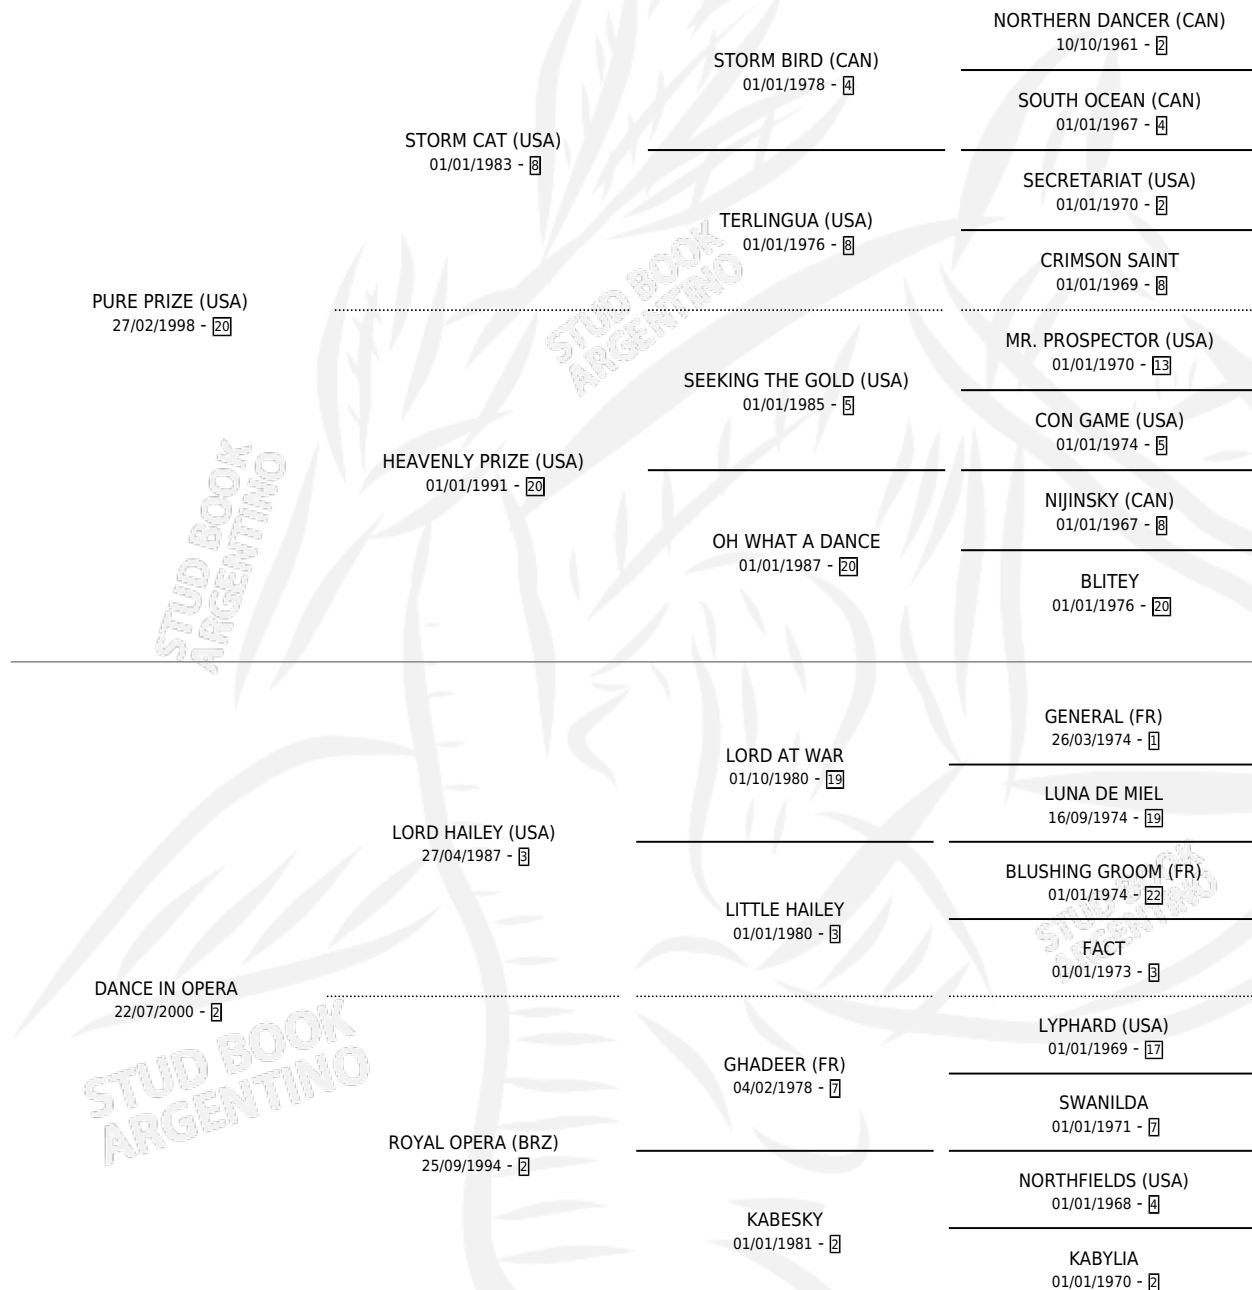 NORTHERN DANCER (CAN)
10/10/1961 - 2
STORM BIRD (CAN)
01/01/1978 - 4
SOUTH OCEAN (CAN)
01/01/1967 - 4
STORM CAT (USA)
01/01/1983 - 8
SECRETARIAT (USA)
01/01/1970 - 2
TERLINGUA (USA)
01/01/1976 - 8
CRIMSON SAINT
01/01/1969 - 8
PURE PRIZE (USA)
27/02/1998 - 20
MR. PROSPECTOR (USA)
01/01/1970 - 13
SEEKING THE GOLD (USA)
01/01/1985 - 5
CON GAME (USA)
01/01/1974 - 5
HEAVENLY PRIZE (USA)
01/01/1991 - 20
NIJINSKY (CAN)
01/01/1967 - 8
OH WHAT A DANCE
01/01/1987 - 20
BLITEY
01/01/1976 - 20
GENERAL (FR)
26/03/1974 - 1
LORD AT WAR
01/10/1980 - 19
LUNA DE MIEL
16/09/1974 - 19
LORD HAILEY (USA)
27/04/1987 - 3
BLUSHING GROOM (FR)
01/01/1974 - 22
LITTLE HAILEY
01/01/1980 - 3
FACT
01/01/1973 - 3
DANCE IN OPERA
22/07/2000 - 2
LYPHARD (USA)
01/01/1969 - 17
GHADEER (FR)
04/02/1978 - 7
SWANILDA
01/01/1971 - 7
ROYAL OPERA (BRZ)
25/09/1994 - 2
NORTHFIELDS (USA)
01/01/1968 - 4
KABESKY
01/01/1981 - 2
KABYLIA
01/01/1970 - 2
STUD BOOK
ARGENTINO
STUD BOOK
ARGENTINO
STUD BOOK
ARGENTINO
STUD BOOK
ARGENTINO